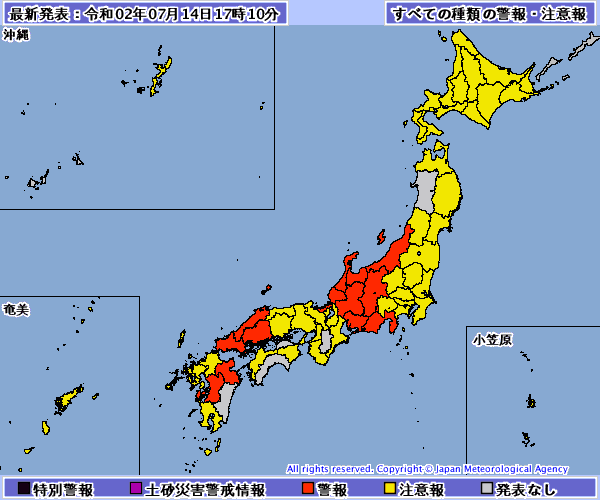 最新発表：令和02年07月14日17時10分
すべての種類の警報・注意報
沖縄
奄美
小笠原
All rights reserved. Copyright © Japan Meteorological Agency
特別警報 土砂災害警戒情報 警報 注意報 発表なし